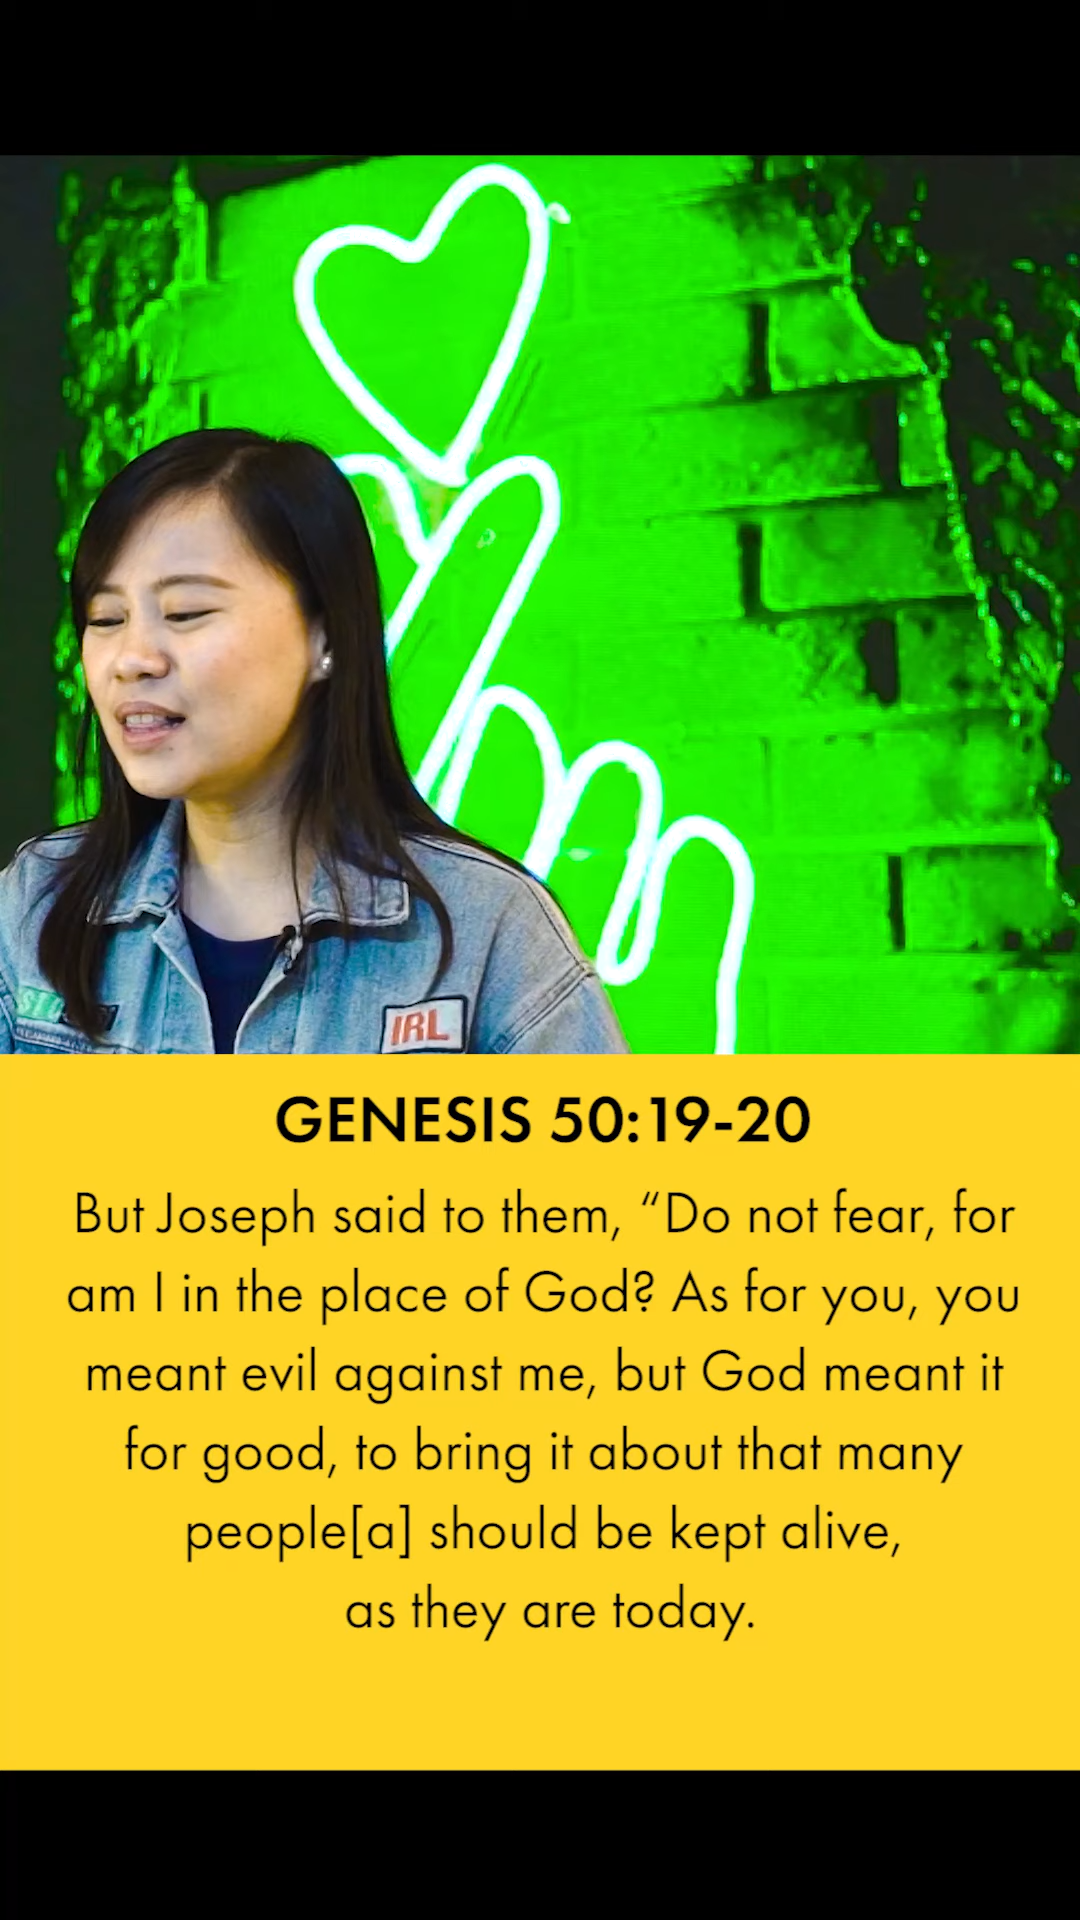 IRL
GENESIS 50:19-20
But Joseph said to them, “Do not fear, for
am I in the place of God? As for you, you
meant evil against me, but God meant it
for good, to bring it about that many
people[a] should be kept alive,
as they are today.